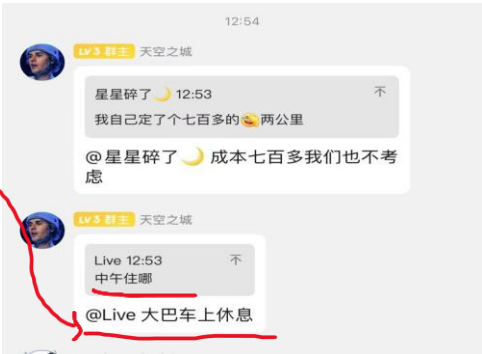 12:54
LV3 群主 天空之城
星星碎了🌙 12:53
我自己定了个七百多的😆两公里
@星星碎了🌙 成本七百多我们也不考
虑
LV3 群主 天空之城
Live 12:53
中午住哪
@Live 大巴车上休息